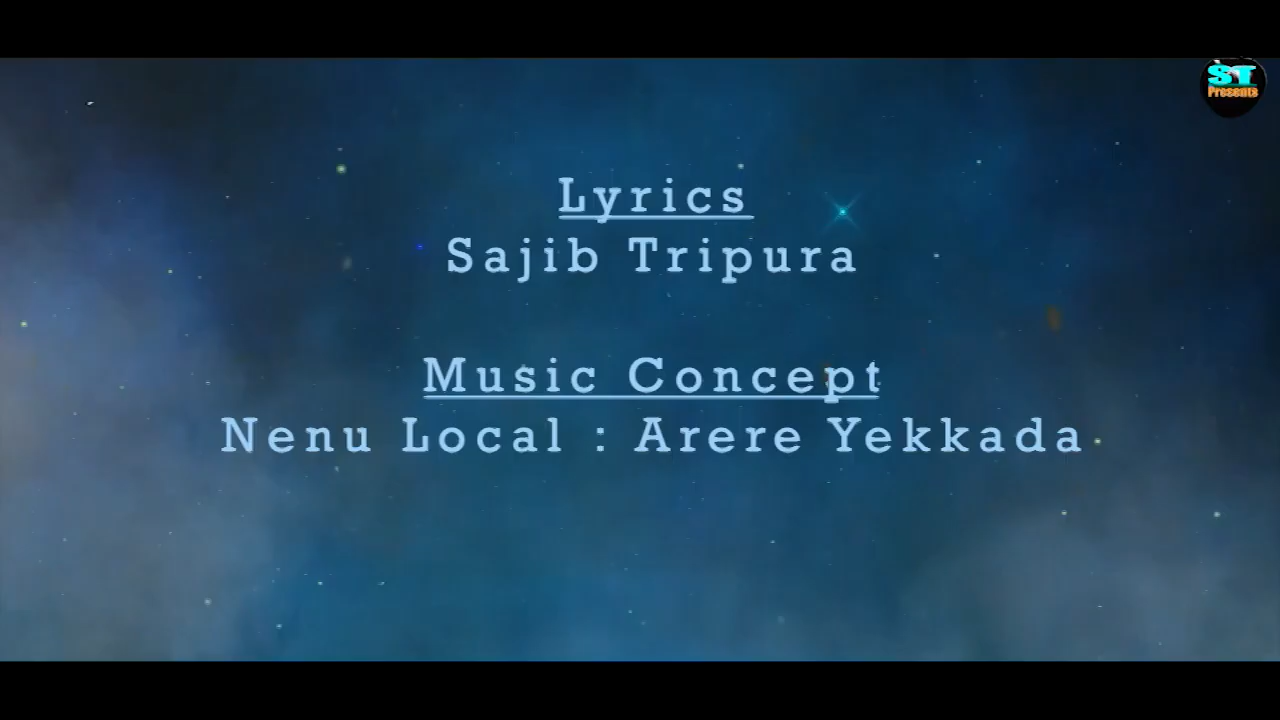 ST
Presents
Lyrics
Sajib Tripura
Music Concept
Nenu Local : Arere Yekkada